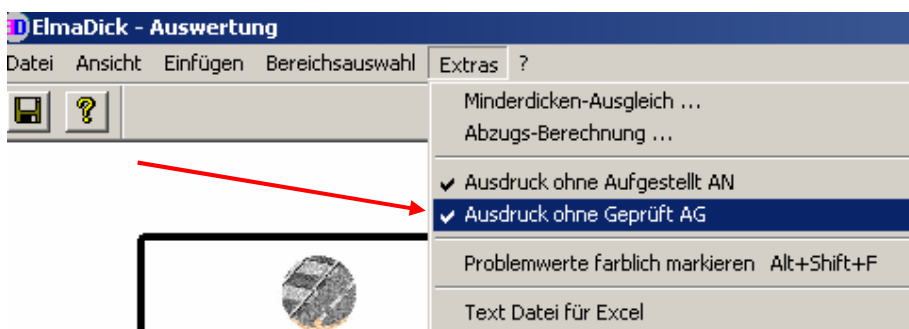 ElmaDick - Auswertung
Datei Ansicht Einfügen Bereichsauswahl Extras ?
Minderdicken-Ausgleich ...
Abzugs-Berechnung ...
Ausdruck ohne Aufgestellt AN
Ausdruck ohne Geprüft AG
Problemwerte farblich markieren Alt+Shift+F
Text Datei für Excel